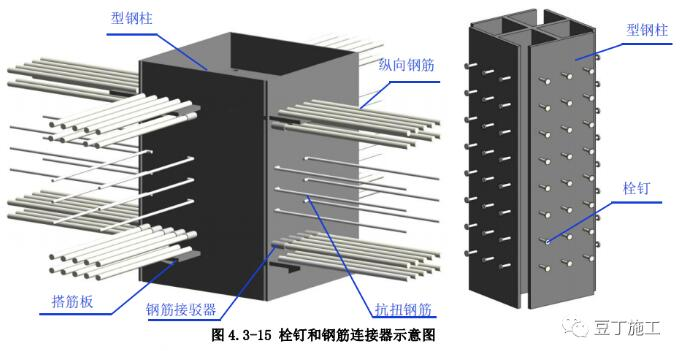 型钢柱
型钢柱
纵向钢筋
栓钉
搭筋板
钢筋接驳器
抗扭钢筋
图 4.3-15 栓钉和钢筋连接器示意图
豆丁施工